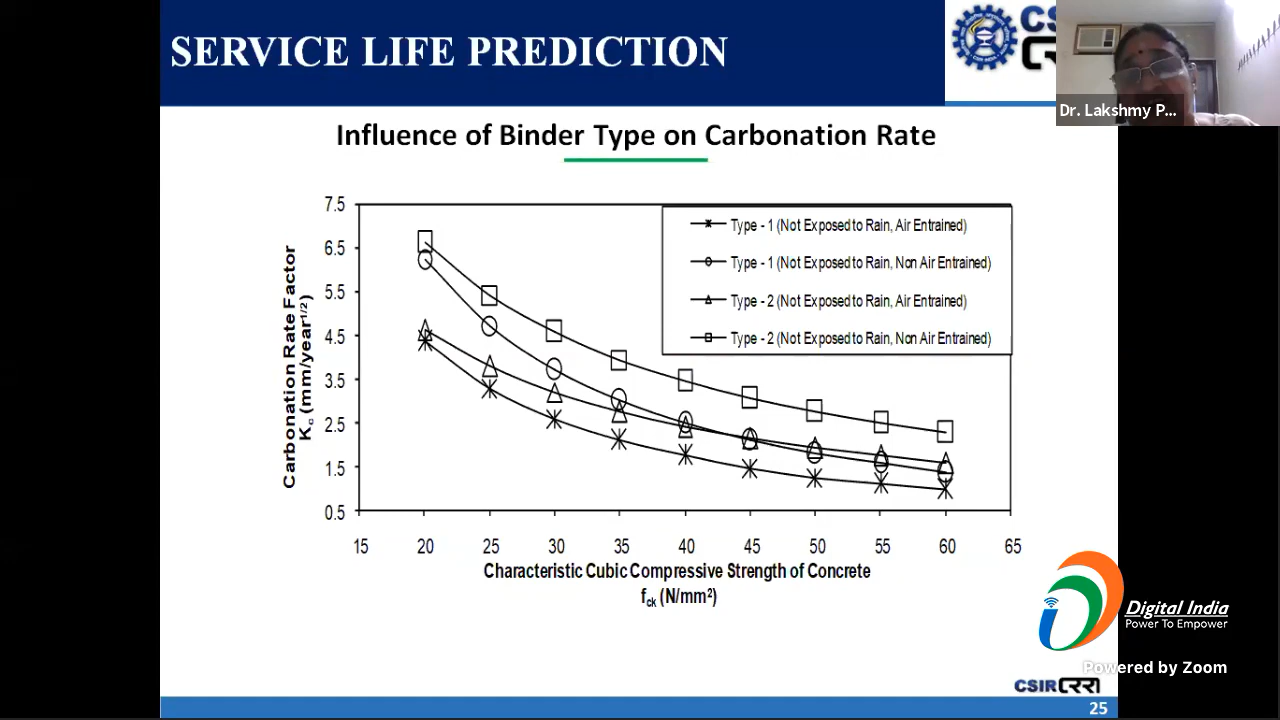 SERVICE LIFE PREDICTION
CS
Dr. Lakshmy P...
Influence of Binder Type on Carbonation Rate
Carbonation Rate Factor
Kc (mm/year1/2)
7.5
6.5
5.5
4.5
3.5
2.5
1.5
0.5
Type - 1 (Not Exposed to Rain, Air Entrained)
Type - 1 (Not Exposed to Rain, Non Air Entrained)
Type - 2 (Not Exposed to Rain, Air Entrained)
Type - 2 (Not Exposed to Rain, Non Air Entrained)
15 20 25 30 35 40 45 50 55 60 65
Characteristic Cubic Compressive Strength of Concrete
fck (N/mm2)
Digital India
Power To Empower
Powered by Zoom
CSIR CRRI
25